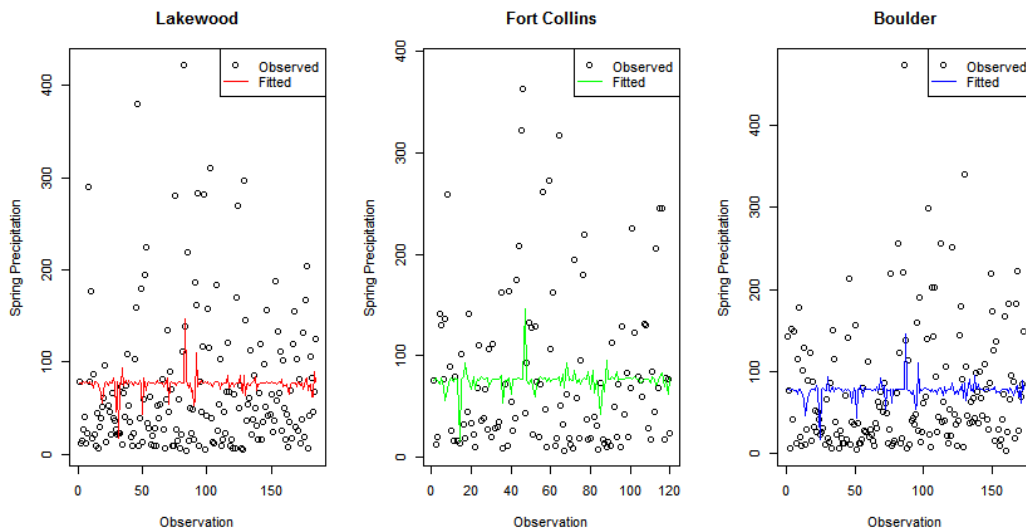 Lakewood
Observed
Fitted
Spring Precipitation
400
300
200
100
0
0
50
100
150
Observation
Fort Collins
Observed
Fitted
Spring Precipitation
400
300
200
100
0
0
20
40
60
80
100
120
Observation
Boulder
Observed
Fitted
Spring Precipitation
400
300
200
100
0
0
50
100
150
Observation